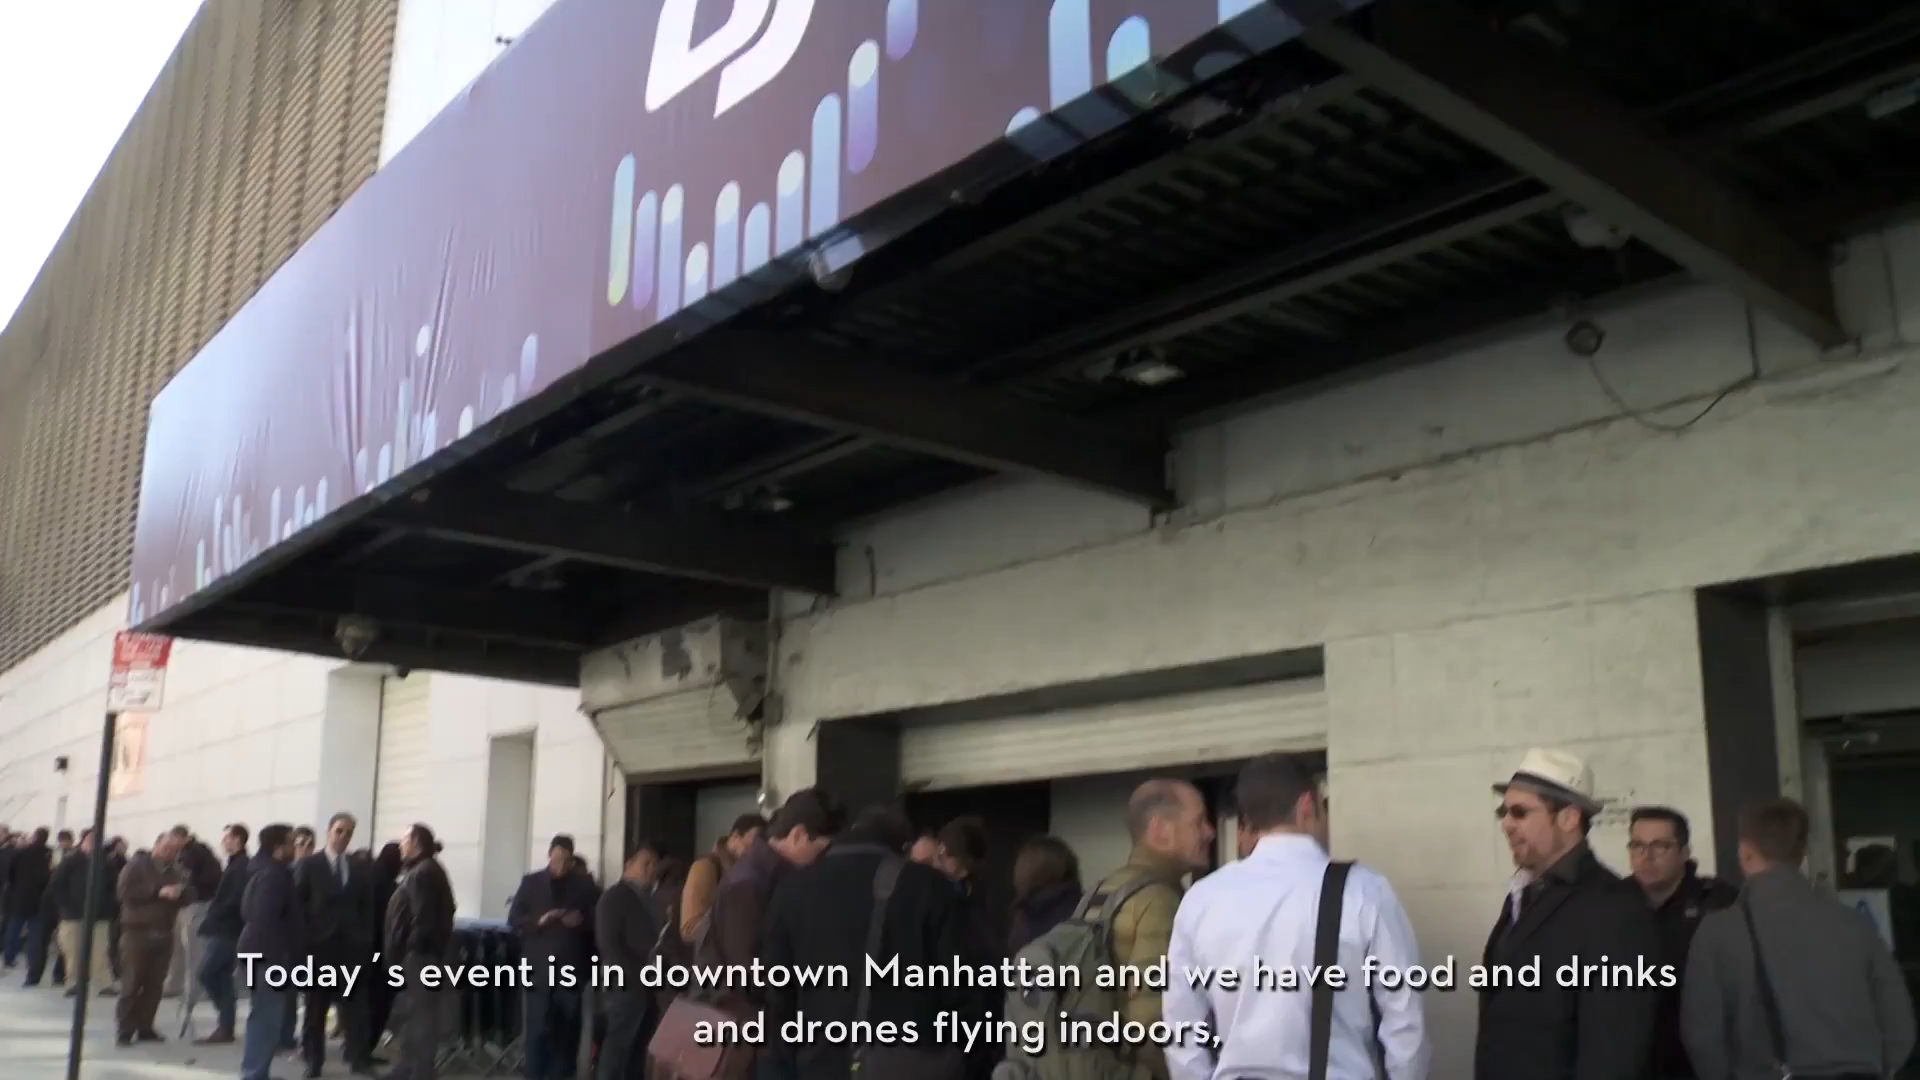 Today's event is in downtown Manhattan and we have food and drinks
and drones flying indoors,